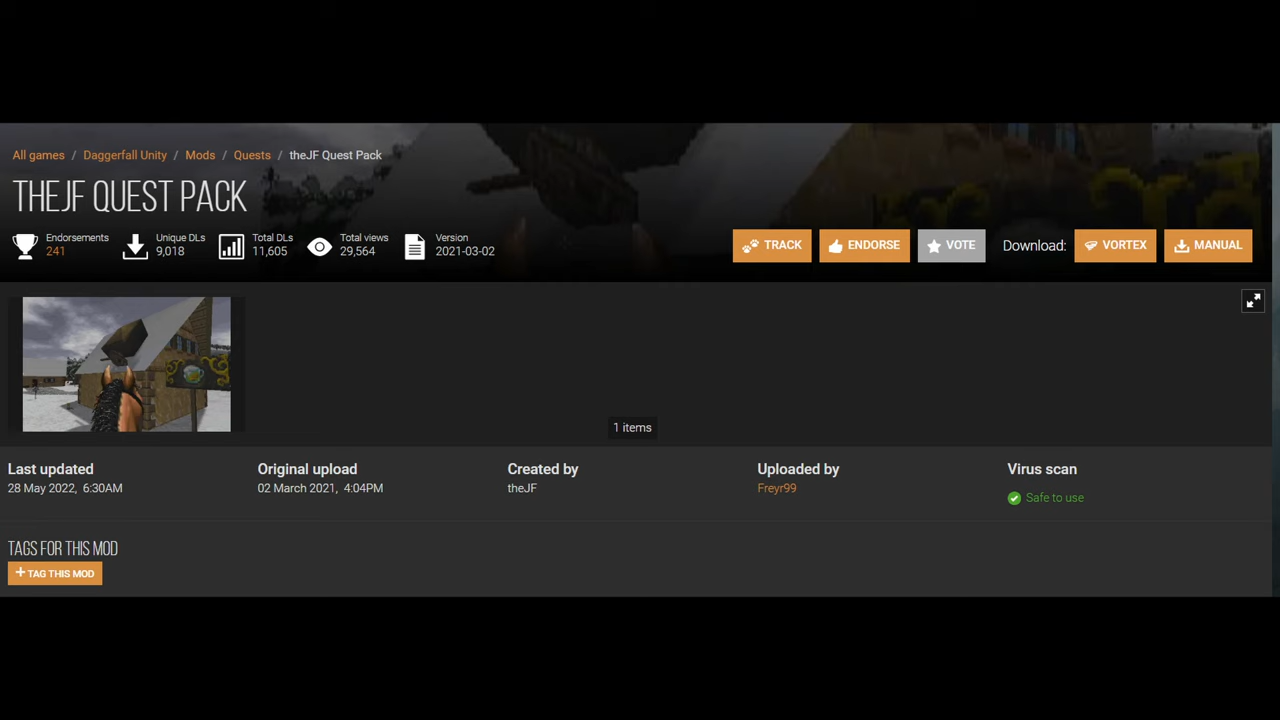 All games / Daggerfall Unity / Mods / Quests / theJF Quest Pack
THEJF QUEST PACK
Endorsements
241
Unique DLs
9,018
Total DLs
11,605
Total views
29,564
Version
2021-03-02
TRACK
ENDORSE
VOTE
Download:
VORTEX
MANUAL
1 items
Last updated
28 May 2022, 6:30AM
Original upload
02 March 2021, 4:04PM
Created by
theJF
Uploaded by
Freyr99
Virus scan
Safe to use
TAGS FOR THIS MOD
+ TAG THIS MOD